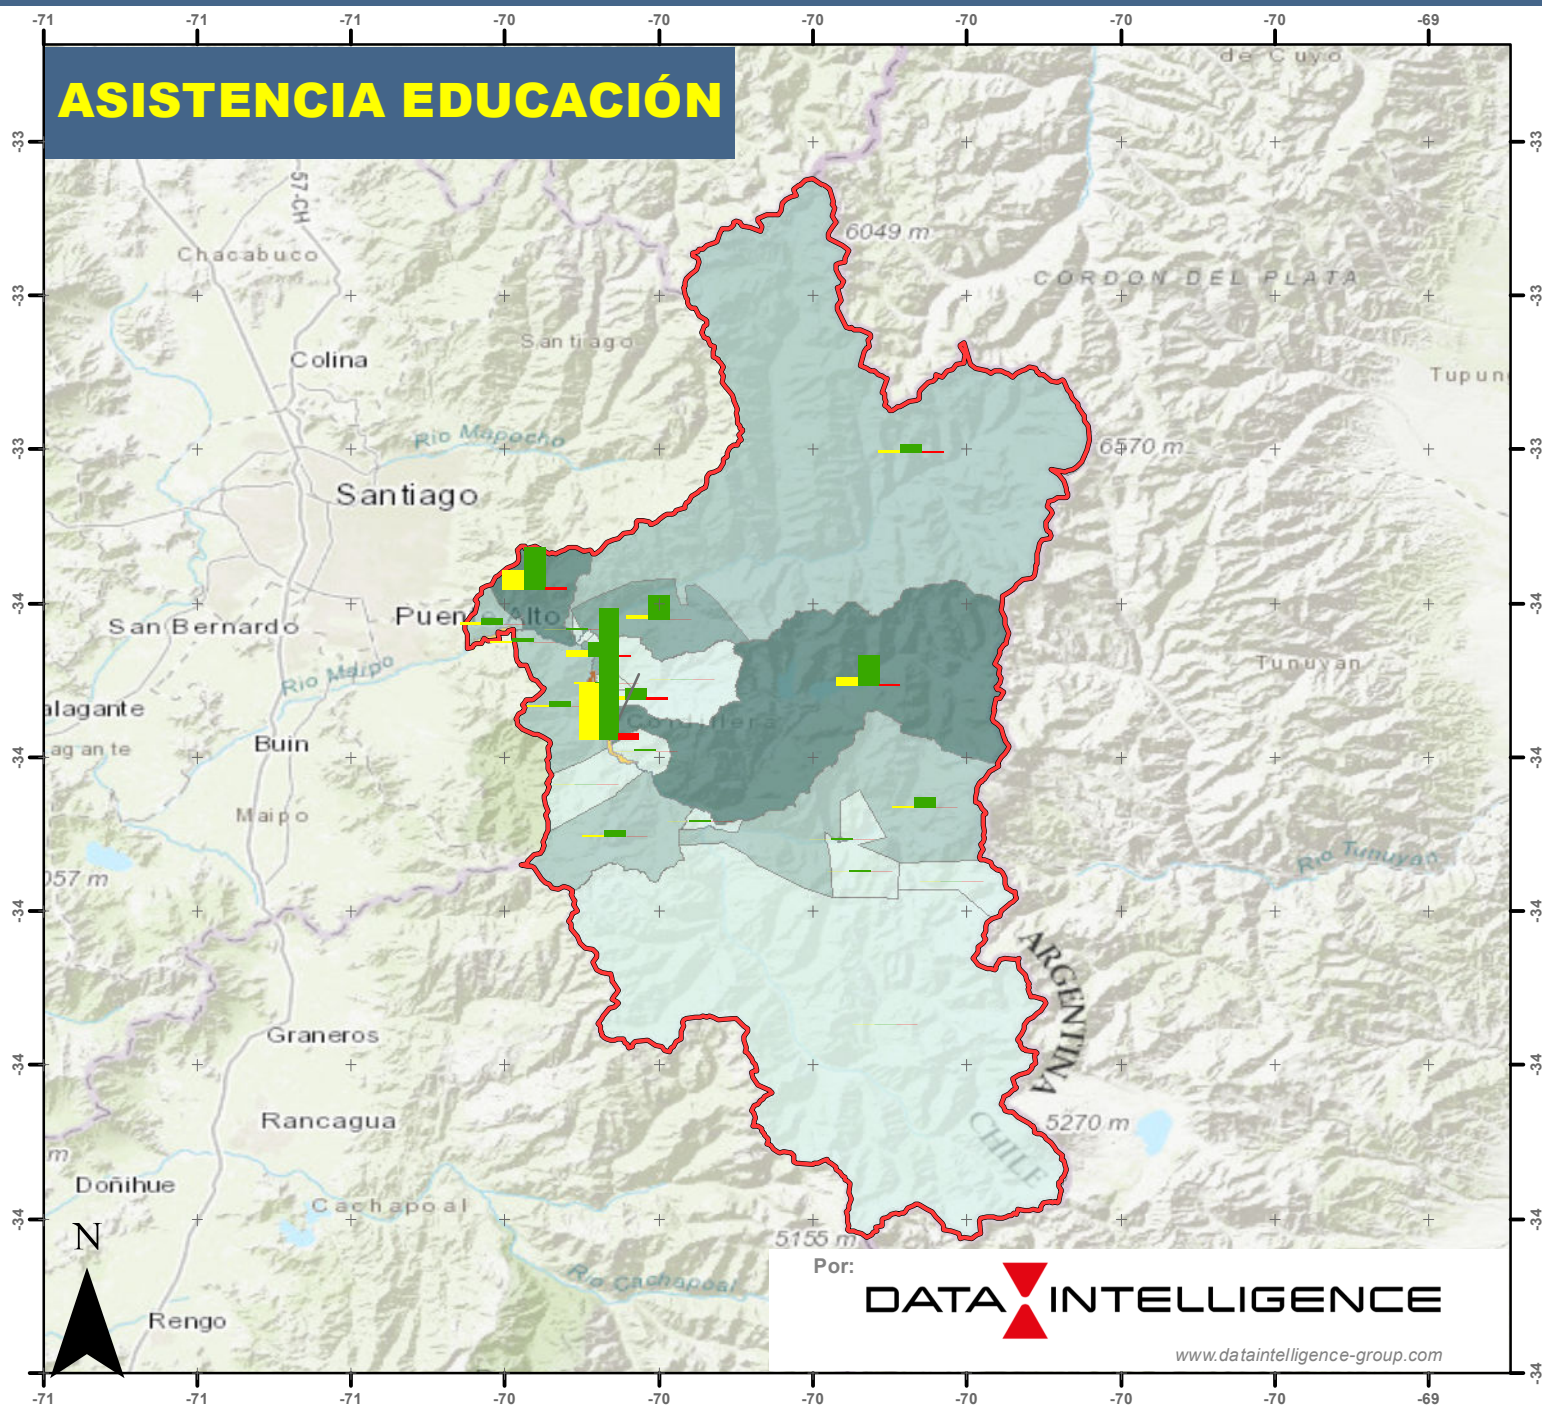 -71 -71 -71 -70 -70 -70 -70 -70 -70 -69
de Cuyo
ASISTENCIA EDUCACIÓN
-33 -33
57-CH
6049 m
Chacabuco
CORDON DEL PLATA
-33 -33
Santiago
Colina
Tupun
Rio Mapocho
6570 m
-33 -33
Santiago
-34 -34
Puente Alto
San Bernardo
Tunuyan
Rio Maipo
alagante
Cordillera
Buin
agante
-34 -34
Maipo
Rio Tunuyan
057 m
-34 -34
ARGENTINA
Graneros
-34 -34
Rancagua
5270 m
CHILE
m
Doñihue
Cachapoal
-34 -34
N
5155 m
Por:
Rio Cachapoal
DATA INTELLIGENCE
Rengo
www.dataintelligence-group.com
-34
-71 -71 -71 -70 -70 -70 -70 -70 -70 -69